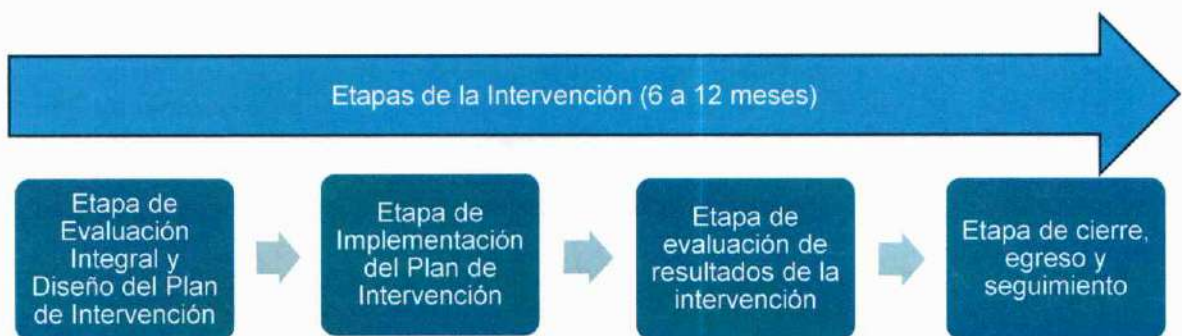 Etapas de la Intervención (6 a 12 meses)
Etapa de
Evaluación
Integral y
Diseño del Plan
de Intervención
Etapa de
Implementación
del Plan de
Intervención
Etapa de
evaluación de
resultados de la
intervención
Etapa de cierre,
egreso y
seguimiento